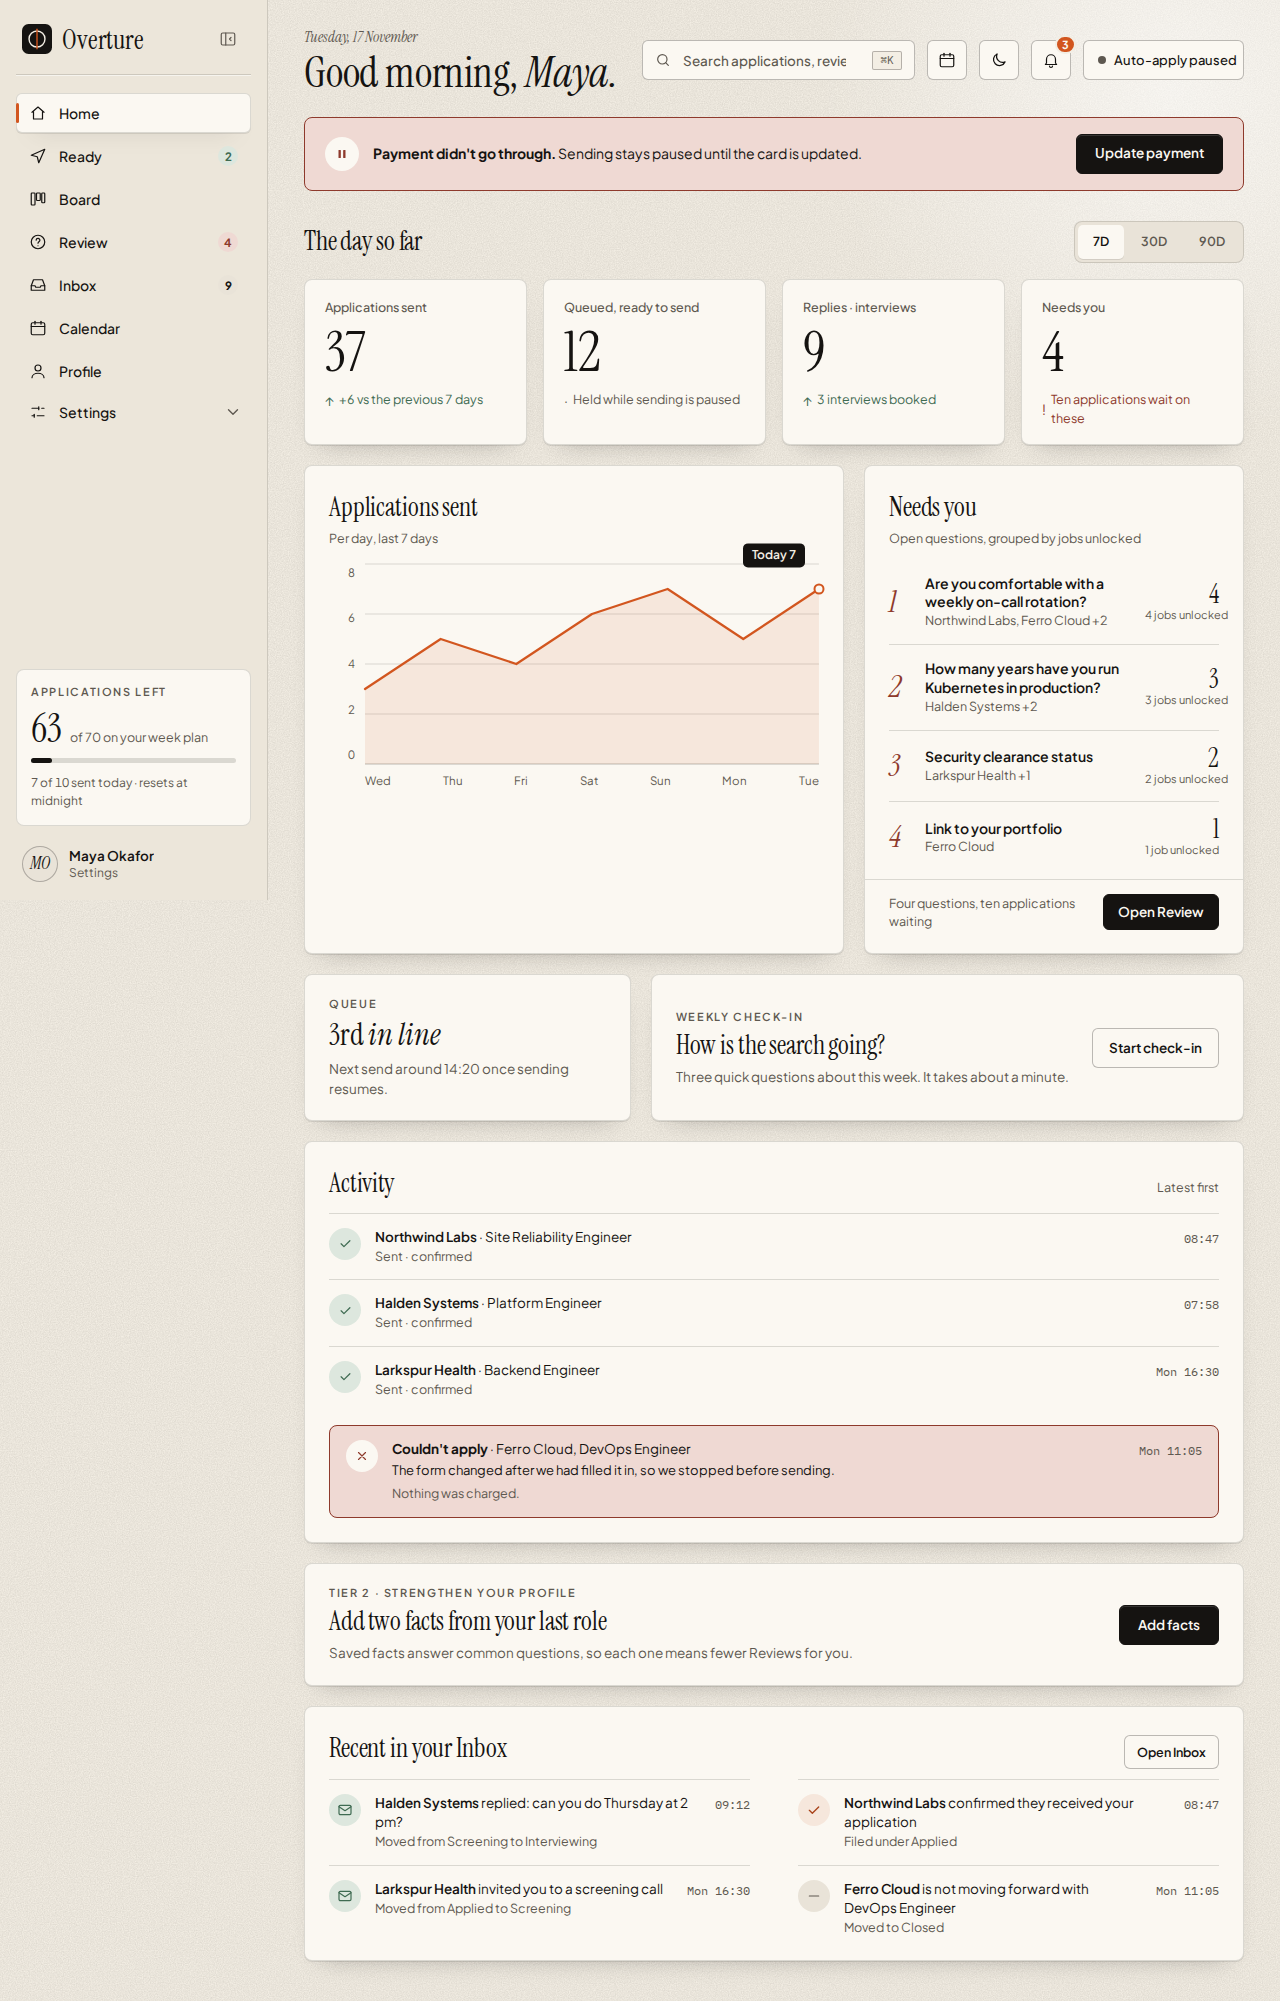 Overture
Home
Ready 2
Board
Review 4
Inbox 9
Calendar
Profile
Settings
APPLICATIONS LEFT
63 of 70 on your week plan
7 of 10 sent today · resets at
midnight
MO
Maya Okafor
Settings
Tuesday, 17 November
Good morning, Maya.
Search applications, revie
⌘K
3
Auto-apply paused
Payment didn't go through. Sending stays paused until the card is updated.
Update payment
The day so far
7D 30D 90D
Applications sent
37
↑ +6 vs the previous 7 days
Queued, ready to send
12
· Held while sending is paused
Replies · interviews
9
↑ 3 interviews booked
Needs you
4
! Ten applications wait on
these
Applications sent
Per day, last 7 days
Today 7
8
6
4
2
0
Wed Thu Fri Sat Sun Mon Tue
Needs you
Open questions, grouped by jobs unlocked
1
Are you comfortable with a
weekly on-call rotation?
Northwind Labs, Ferro Cloud +2
4
4 jobs unlocked
2
How many years have you run
Kubernetes in production?
Halden Systems +2
3
3 jobs unlocked
3
Security clearance status
Larkspur Health +1
2
2 jobs unlocked
4
Link to your portfolio
Ferro Cloud
1
1 job unlocked
Four questions, ten applications
waiting
Open Review
QUEUE
3rd in line
Next send around 14:20 once sending
resumes.
WEEKLY CHECK-IN
How is the search going?
Three quick questions about this week. It takes about a minute.
Start check-in
Activity
Latest first
Northwind Labs · Site Reliability Engineer
Sent · confirmed
08:47
Halden Systems · Platform Engineer
Sent · confirmed
07:58
Larkspur Health · Backend Engineer
Sent · confirmed
Mon 16:30
Couldn't apply · Ferro Cloud, DevOps Engineer
The form changed after we had filled it in, so we stopped before sending.
Nothing was charged.
Mon 11:05
TIER 2 · STRENGTHEN YOUR PROFILE
Add two facts from your last role
Saved facts answer common questions, so each one means fewer Reviews for you.
Add facts
Recent in your Inbox
Open Inbox
Halden Systems replied: can you do Thursday at 2
pm?
Moved from Screening to Interviewing
09:12
Northwind Labs confirmed they received your
application
Filed under Applied
08:47
Larkspur Health invited you to a screening call
Moved from Applied to Screening
Mon 16:30
Ferro Cloud is not moving forward with
DevOps Engineer
Moved to Closed
Mon 11:05